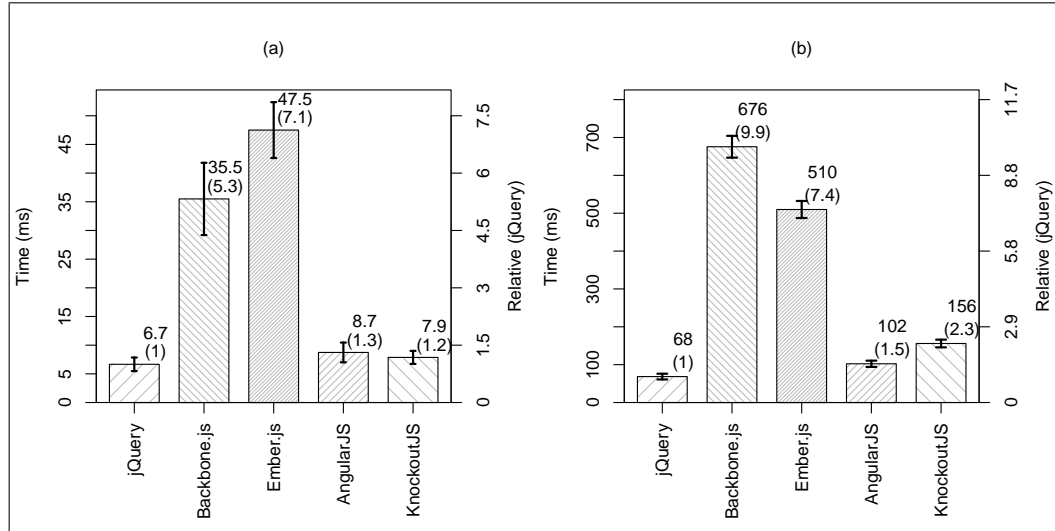 (a)
47.5
(7.1)
35.5
(5.3)
6.7
(1)
8.7
(1.3)
7.9
(1.2)
Time (ms)
0
5
15
25
35
45
Relative (jQuery)
0
1.5
3
4.5
6
7.5
jQuery
Backbone.js
Ember.js
AngularJS
KnockoutJS
(b)
676
(9.9)
510
(7.4)
68
(1)
102
(1.5)
156
(2.3)
Time (ms)
0
100
300
500
700
Relative (jQuery)
0
2.9
5.8
8.8
11.7
jQuery
Backbone.js
Ember.js
AngularJS
KnockoutJS